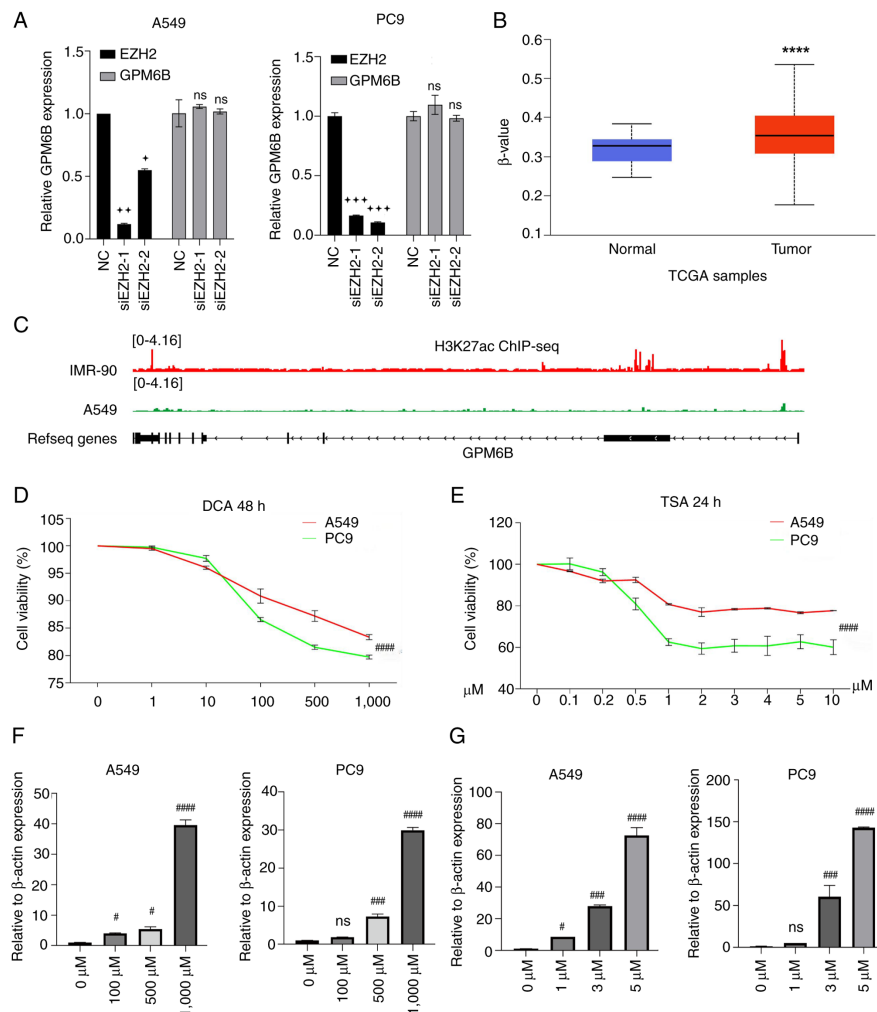 A
A549
Relative GPM6B expression
1.5
1.0
0.5
0.0
EZH2
GPM6B
++
+
ns
ns
NC
siEZH2-1
siEZH2-2
NC
siEZH2-1
siEZH2-2
PC9
Relative GPM6B expression
1.5
1.0
0.5
0.0
EZH2
GPM6B
+++
+++
ns
ns
NC
siEZH2-1
siEZH2-2
NC
siEZH2-1
siEZH2-2
B
β-value
0.6
0.5
0.4
0.3
0.2
0.1
****
Normal
Tumor
TCGA samples
C
[0-4.16]
H3K27ac ChIP-seq
IMR-90
[0-4.16]
A549
Refseq genes
GPM6B
D
DCA 48 h
Cell viability (%)
105
100
95
90
85
80
75
A549
PC9
####
0
1
10
100
500
1,000
μM
E
TSA 24 h
Cell viability (%)
120
100
80
60
40
A549
PC9
####
0
0.1
0.2
0.5
1
2
3
4
5
10
μM
F
A549
Relative to β-actin expression
50
40
30
20
10
0
#
#
####
0 μM
100 μM
500 μM
1,000 μM
PC9
Relative to β-actin expression
40
30
20
10
0
ns
###
####
0 μM
100 μM
500 μM
1,000 μM
G
A549
Relative to β-actin expression
100
80
60
40
20
0
#
###
####
0 μM
1 μM
3 μM
5 μM
PC9
Relative to β-actin expression
200
150
100
50
0
ns
###
####
0 μM
1 μM
3 μM
5 μM